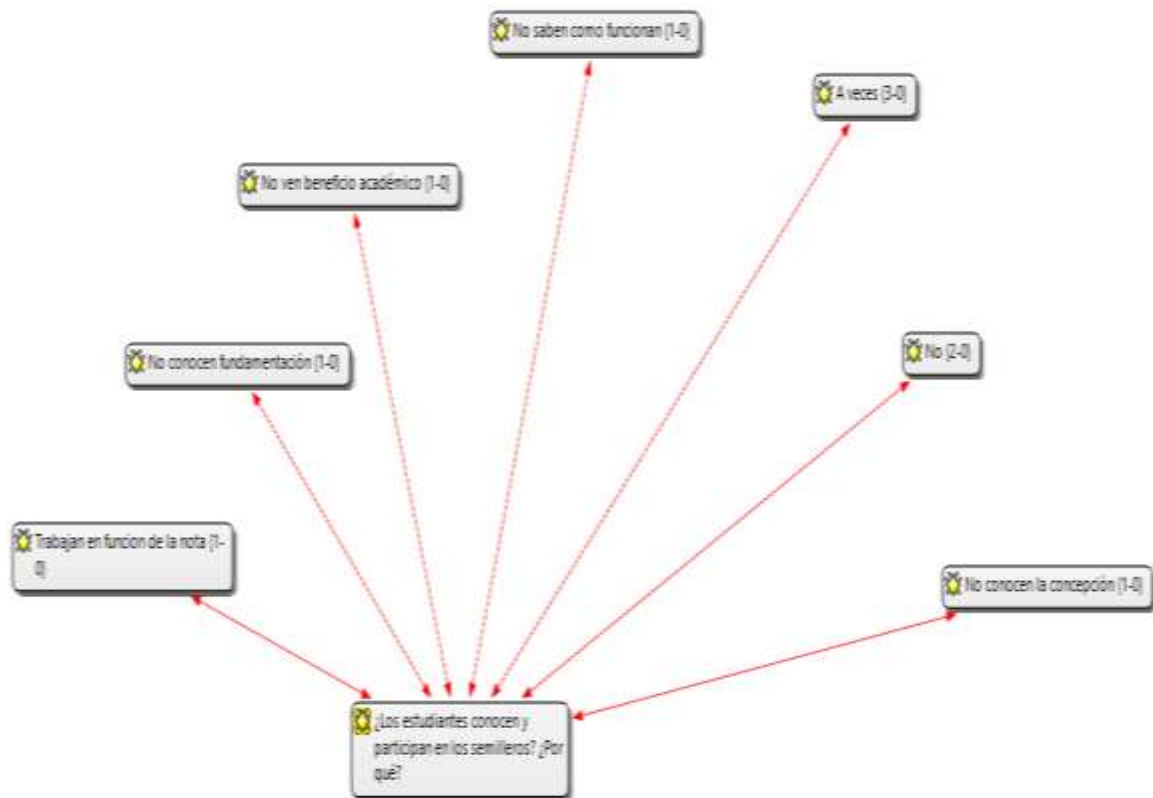 No saben como funcionan {1-0}
A veces {3-0}
No ven beneficio académico {1-0}
No conocen fundamentación {1-0}
No {2-0}
Trabajan en funcion de la nota {1-
0}
No conocen la concepción {1-0}
¿Los estudiantes conocen y
participan en los semilleros? ¿Por
qué?